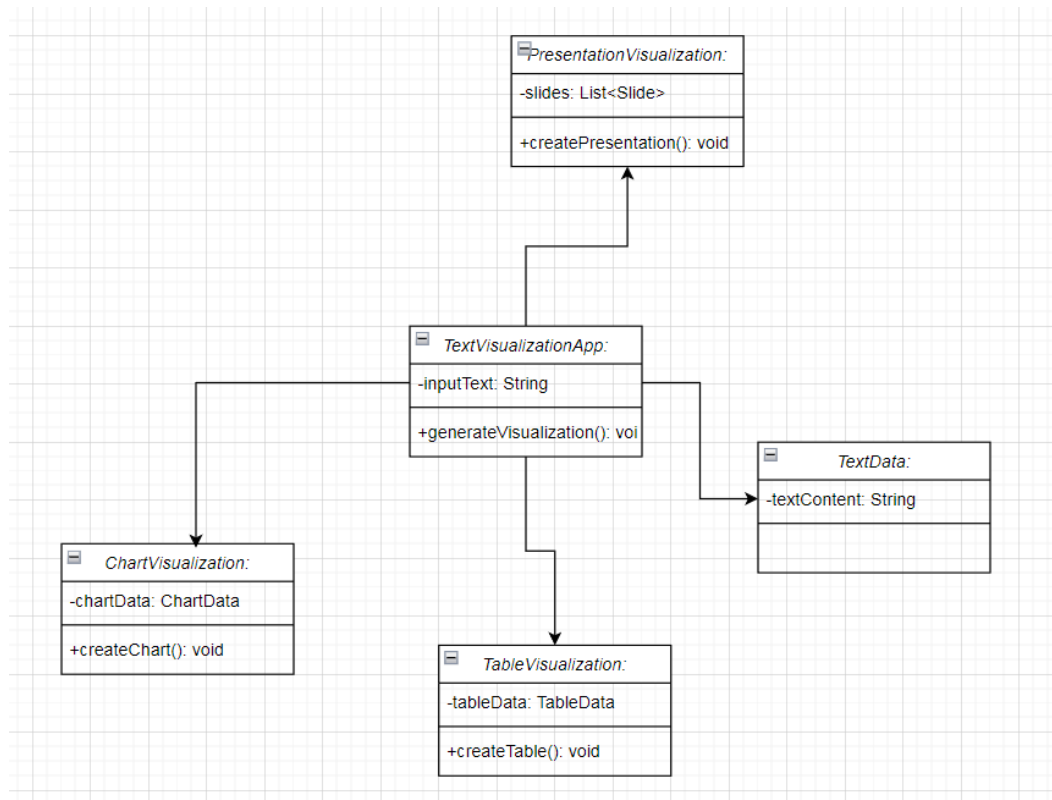 PresentationVisualization:
-slides: List<Slide>
+createPresentation(): void
TextVisualizationApp:
-inputText: String
+generateVisualization(): voi
TextData:
-textContent: String
ChartVisualization:
-chartData: ChartData
+createChart(): void
TableVisualization:
-tableData: TableData
+createTable(): void